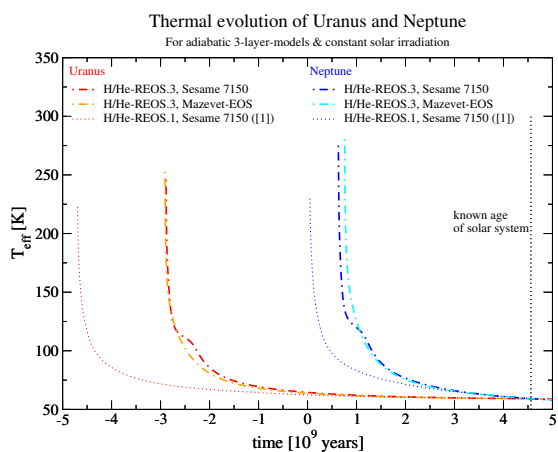 Thermal evolution of Uranus and Neptune
For adiabatic 3-layer-models & constant solar irradiation
Uranus
H/He-REOS.3, Sesame 7150
H/He-REOS.3, Mazevet-EOS
H/He-REOS.1, Sesame 7150 ([1])
Neptune
H/He-REOS.3, Sesame 7150
H/He-REOS.3, Mazevet-EOS
H/He-REOS.1, Sesame 7150 ([1])
known age
of solar system
T_eff [K]
350
300
250
200
150
100
50
-5 -4 -3 -2 -1 0 1 2 3 4 5
time [10^9 years]